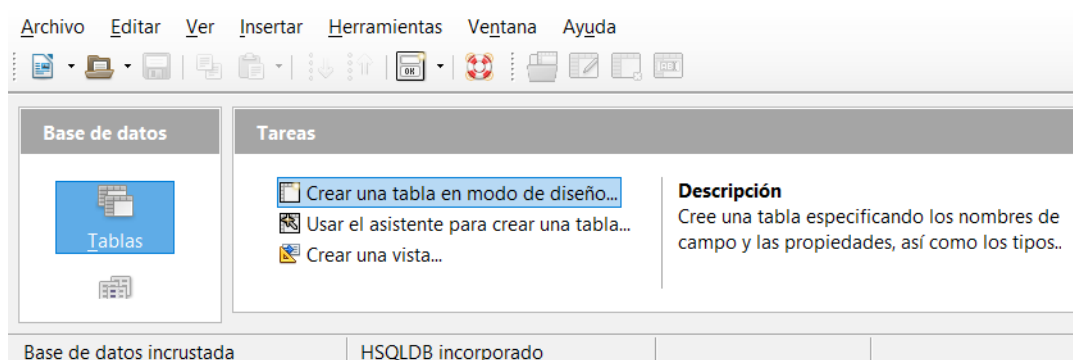 Archivo Editar Ver Insertar Herramientas Ventana Ayuda
OK
Base de datos
Tareas
Tablas
Crear una tabla en modo de diseño...
Usar el asistente para crear una tabla...
Crear una vista...
Descripción
Cree una tabla especificando los nombres de
campo y las propiedades, así como los tipos..
Base de datos incrustada
HSQLDB incorporado